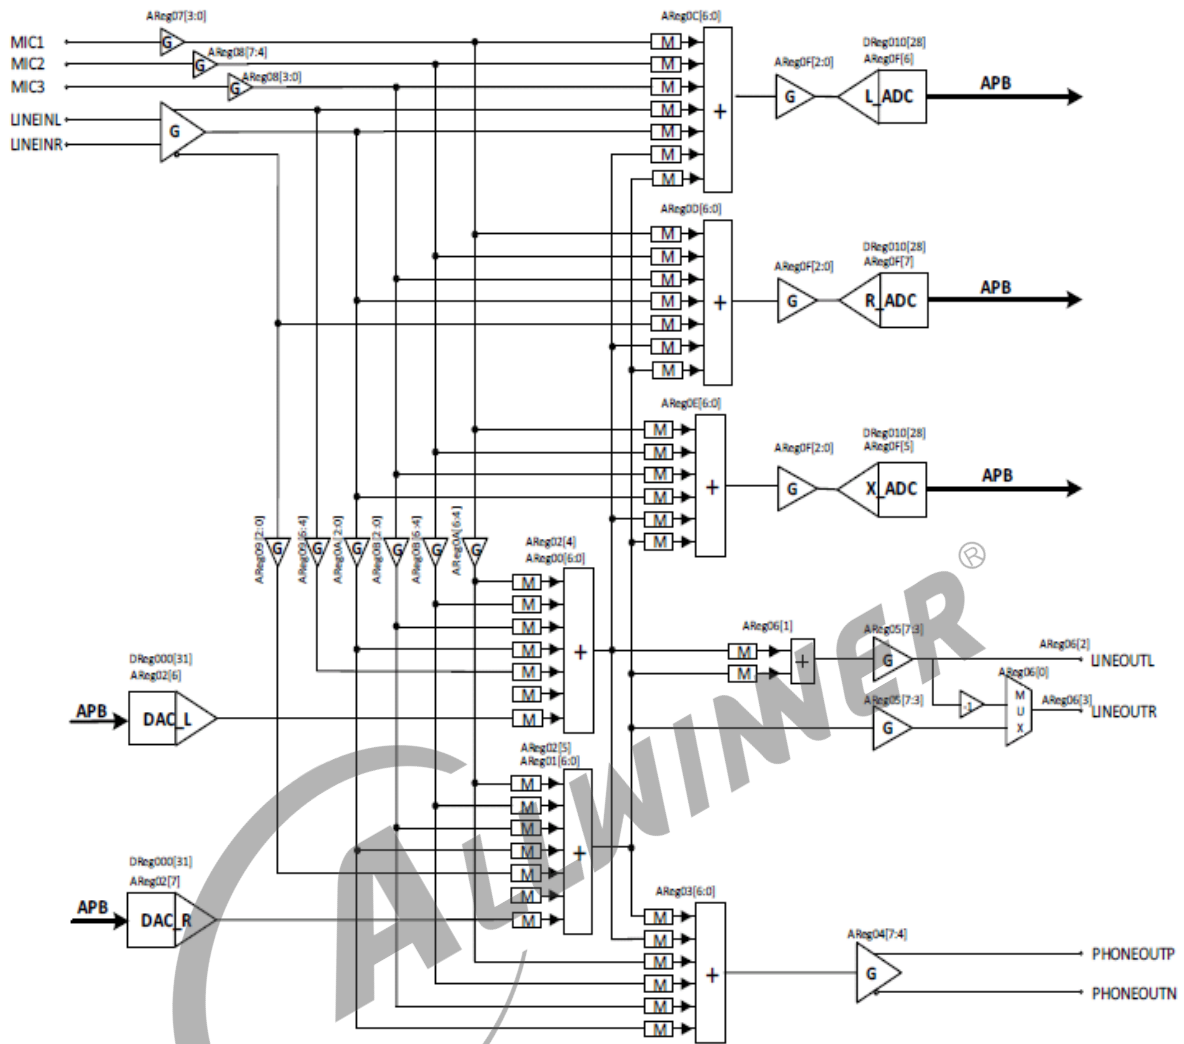 AReg07[3:0]
AReg0C[6:0]
MIC1
G
M
AReg08[7:4]
DReg010[28]
MIC2
G
M
AReg0F[2:0]
AReg0F[6]
AReg08[3:0]
MIC3
G
M
APB
G
L_ADC
M
+
LINEINL
G
M
LINEINR
M
M
AReg0D[6:0]
M
DReg010[28]
M
AReg0F[2:0]
AReg0F[7]
M
APB
M
+
G
R_ADC
M
M
M
AReg0E[6:0]
M
DReg010[28]
M
AReg0F[2:0]
AReg0F[5]
M
APB
M
+
G
X_ADC
M
M
AReg09[2:0]
AReg09[6:4]
AReg0A[2:0]
AReg0B[2:0]
AReg0B[6:4]
AReg0A[6:4]
G
G
G
G
G
G
AReg02[4]
AReg00[6:0]
M
M
M
M
+
M
M
M
AReg06[1]
AReg05[7:3]
M
M
+
G
AReg06[2]
LINEOUTL
AReg06[0]
DReg000[31]
AReg02[6]
APB
DAC_L
-1
M
U
X
AReg06[3]
LINEOUTR
AReg05[7:3]
G
AReg02[5]
AReg01[6:0]
M
M
M
M
+
M
M
M
DReg000[31]
AReg02[7]
APB
DAC_R
AReg03[6:0]
M
M
M
M
M
M
+
AReg04[7:4]
G
PHONEOUTP
PHONEOUTN
ALLWINNER®